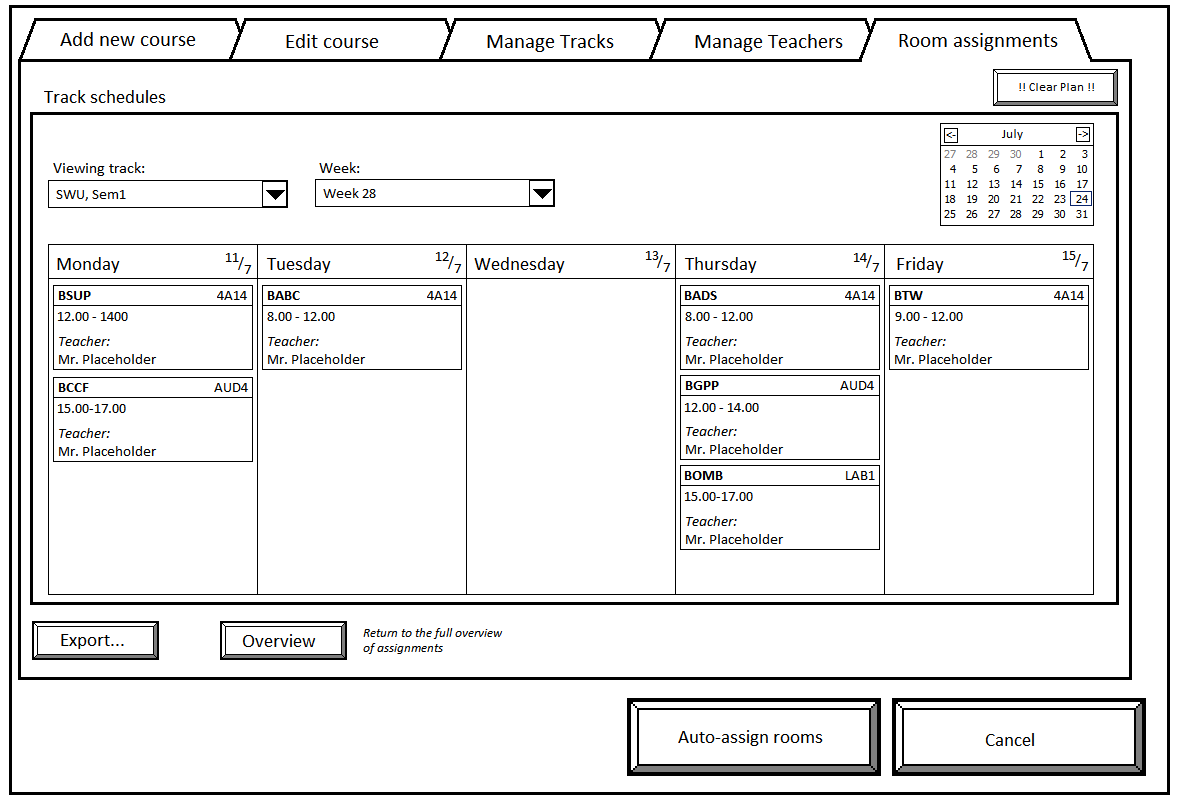 Add new course
Edit course
Manage Tracks
Manage Teachers
Room assignments
Track schedules
!! Clear Plan !!
<- July ->
27 28 29 30 1 2 3
4 5 6 7 8 9 10
11 12 13 14 15 16 17
18 19 20 21 22 23 24
25 26 27 28 29 30 31
Viewing track:
SWU, Sem1
Week:
Week 28
Monday 11/7
BSUP 4A14
12.00 - 1400
Teacher:
Mr. Placeholder
BCCF AUD4
15.00-17.00
Teacher:
Mr. Placeholder
Tuesday 12/7
BABC 4A14
8.00 - 12.00
Teacher:
Mr. Placeholder
Wednesday 13/7
Thursday 14/7
BADS 4A14
8.00 - 12.00
Teacher:
Mr. Placeholder
BGPP AUD4
12.00 - 14.00
Teacher:
Mr. Placeholder
BOMB LAB1
15.00-17.00
Teacher:
Mr. Placeholder
Friday 15/7
BTW 4A14
9.00 - 12.00
Teacher:
Mr. Placeholder
Export...
Overview
Return to the full overview
of assignments
Auto-assign rooms
Cancel